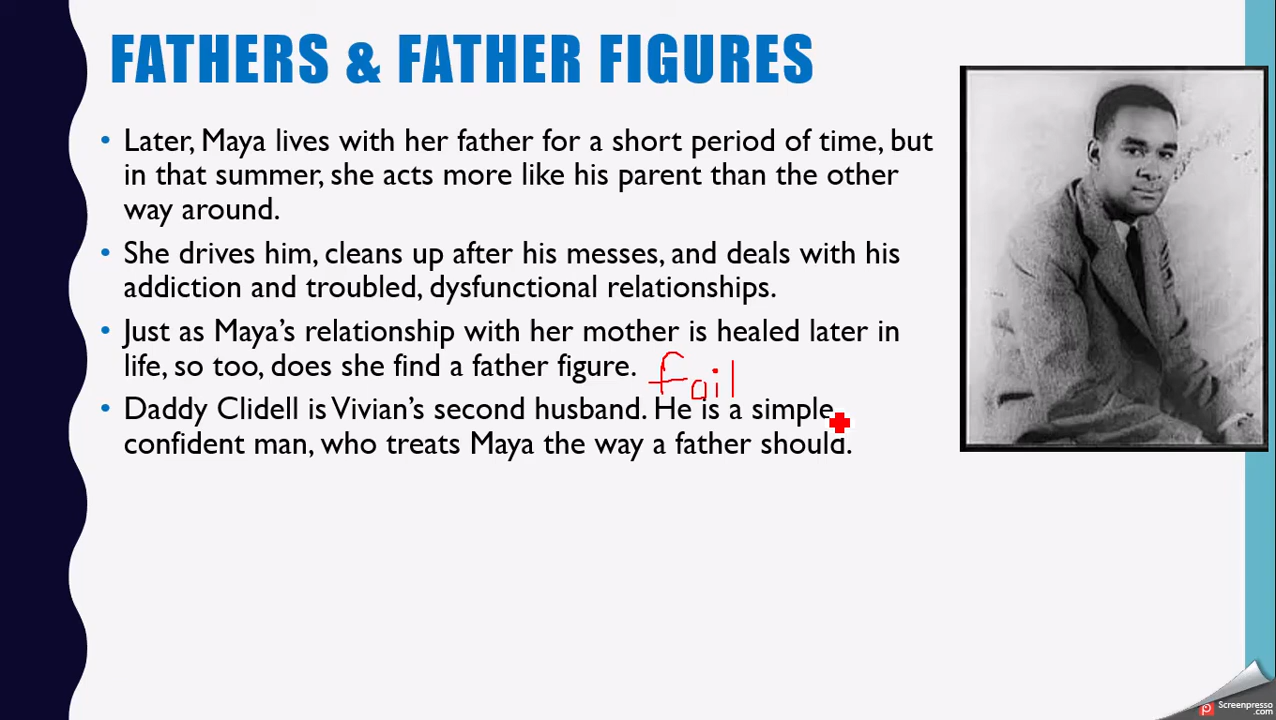 FATHERS & FATHER FIGURES
• Later, Maya lives with her father for a short period of time, but
in that summer, she acts more like his parent than the other
way around.
• She drives him, cleans up after his messes, and deals with his
addiction and troubled, dysfunctional relationships.
• Just as Maya’s relationship with her mother is healed later in
life, so too, does she find a father figure.
fail
• Daddy Clidell is Vivian’s second husband. He is a simple,
confident man, who treats Maya the way a father should.
Screenpresso
.com